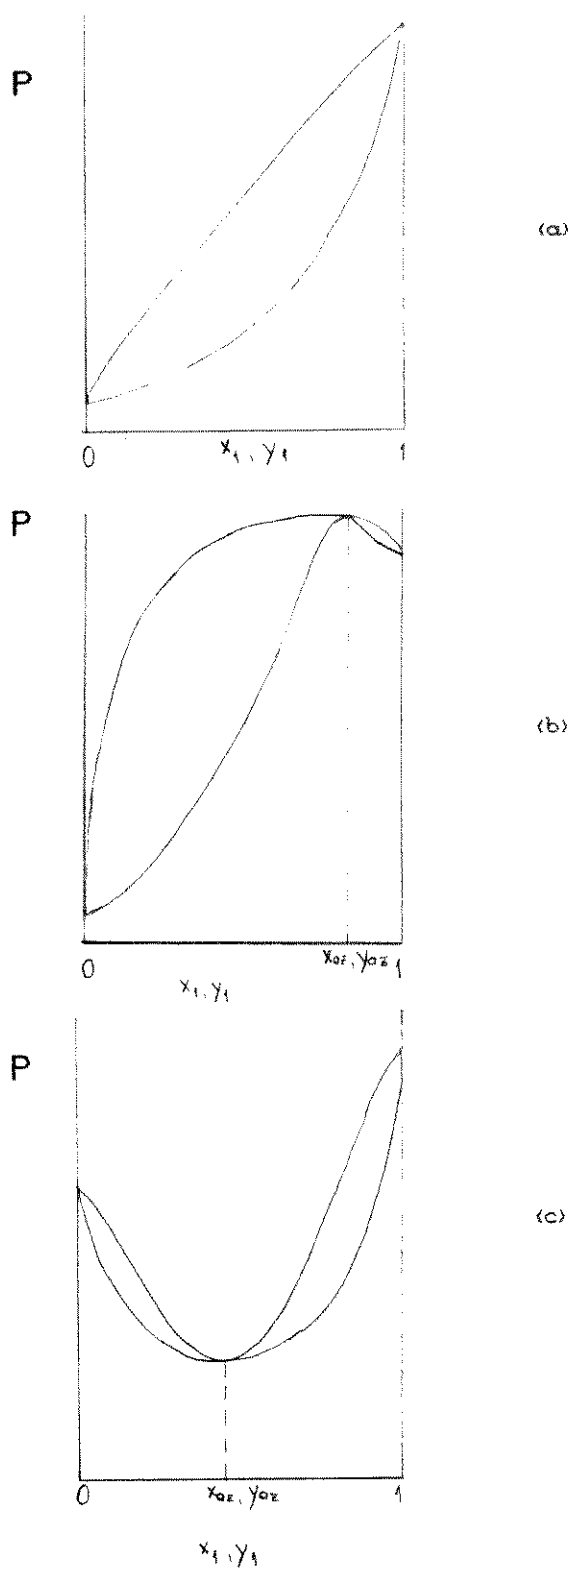 P
(a)
0 1
x₁, y₁
P
(b)
0 xaz, yaz 1
x₁, y₁
P
(c)
0 xaz, yaz 1
x₁, y₁